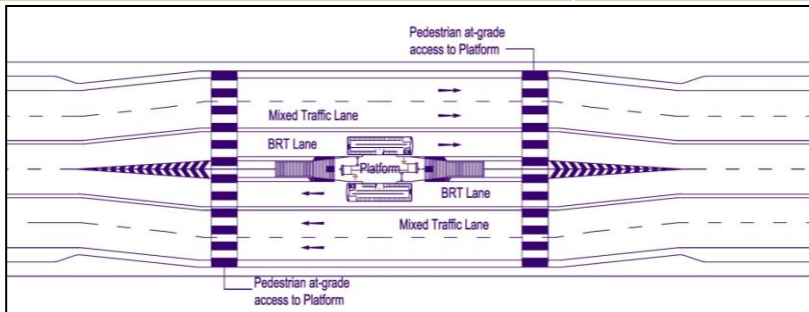 Pedestrian at-grade
access to Platform
Mixed Traffic Lane
BRT Lane
Platform
BRT Lane
Mixed Traffic Lane
Pedestrian at-grade
access to Platform